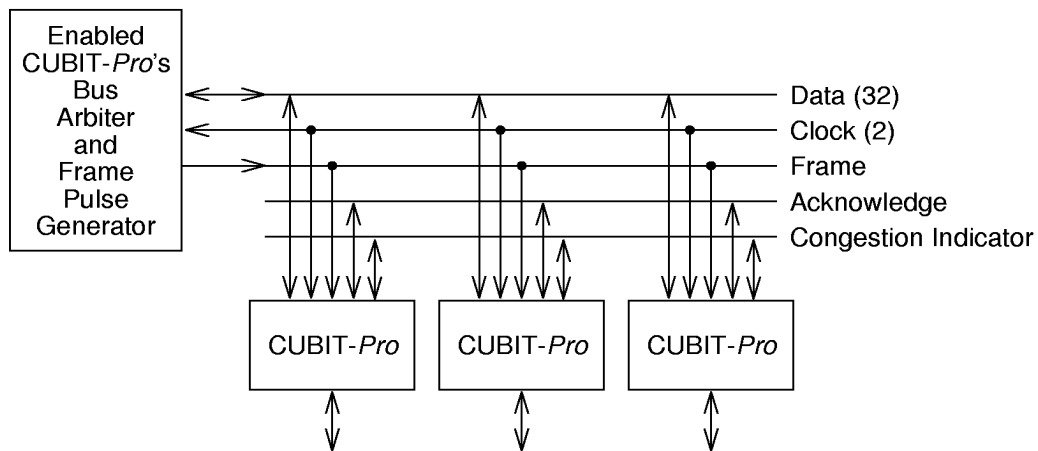 Enabled
CUBIT-Pro's
Bus
Arbiter
and
Frame
Pulse
Generator
Data (32)
Clock (2)
Frame
Acknowledge
Congestion Indicator
CUBIT-Pro
CUBIT-Pro
CUBIT-Pro